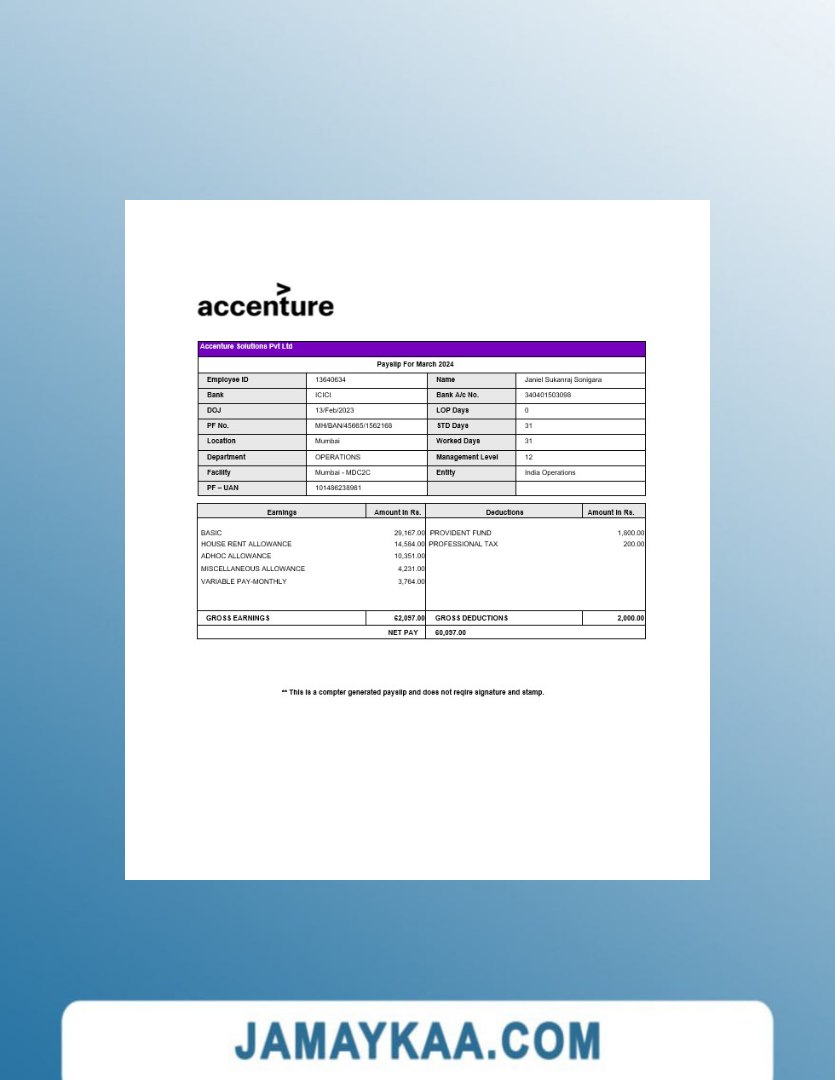 accenture
Accenture Solutions Pvt Ltd
Payslip For March 2024
Employee ID 13640634 Name Janiel Sukanraj Sonigara
Bank ICICI Bank A/c No. 340401503098
DOJ 13/Feb/2023 LOP Days 0
PF No. MH/BAN/45665/1562168 STD Days 31
Location Mumbai Worked Days 31
Department OPERATIONS Management Level 12
Facility Mumbai - MDC2C Entity India Operations
PF – UAN 101486238961
Earnings Amount in Rs. Deductions Amount in Rs.
BASIC 29,167.00 PROVIDENT FUND 1,800.00
HOUSE RENT ALLOWANCE 14,584.00 PROFESSIONAL TAX 200.00
ADHOC ALLOWANCE 10,351.00
MISCELLANEOUS ALLOWANCE 4,231.00
VARIABLE PAY-MONTHLY 3,764.00
GROSS EARNINGS 62,097.00 GROSS DEDUCTIONS 2,000.00
NET PAY 60,097.00
** This is a compter generated payslip and does not reqire signature and stamp.
JAMAYKAA.COM